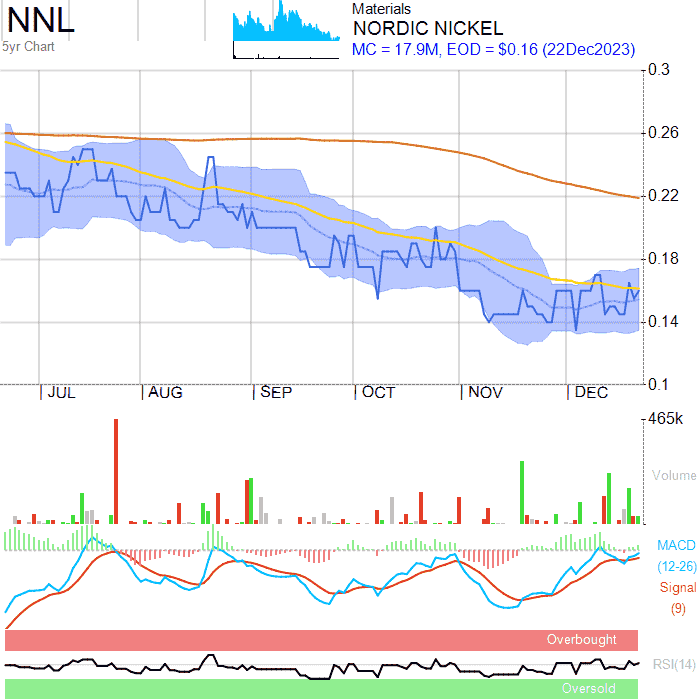 NNL
5yr Chart
Materials
NORDIC NICKEL
MC = 17.9M, EOD = $0.16 (22Dec2023)
0.3
0.26
0.22
0.18
0.14
0.1
JUL AUG SEP OCT NOV DEC
465k
Volume
MACD
(12-26)
Signal
(9)
Overbought
RSI(14)
Oversold